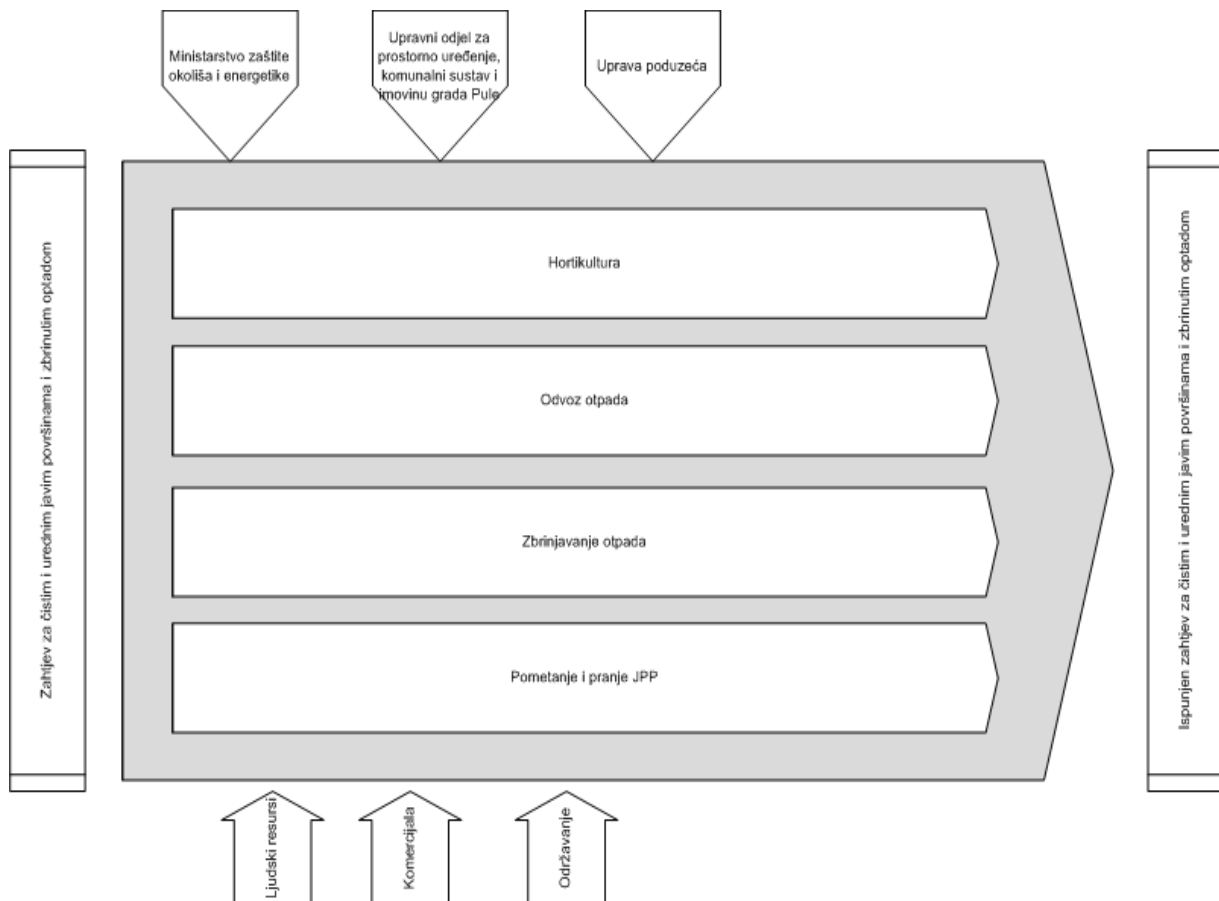 Ministarstvo zaštite
okoliša i energetike
Upravni odjel za
prostorno uređenje,
komunalni sustav i
imovinu grada Pule
Uprava poduzeća
Zahtjev za čistim i urednim javim površinama i zbrinutim optadom
Hortikultura
Odvoz otpada
Zbrinjavanje otpada
Pometanje i pranje JPP
Ispunjen zahtjev za čistim i urednim javim površinama i zbrinutim optadom
Ljudski resursi
Komercijala
Održavanje